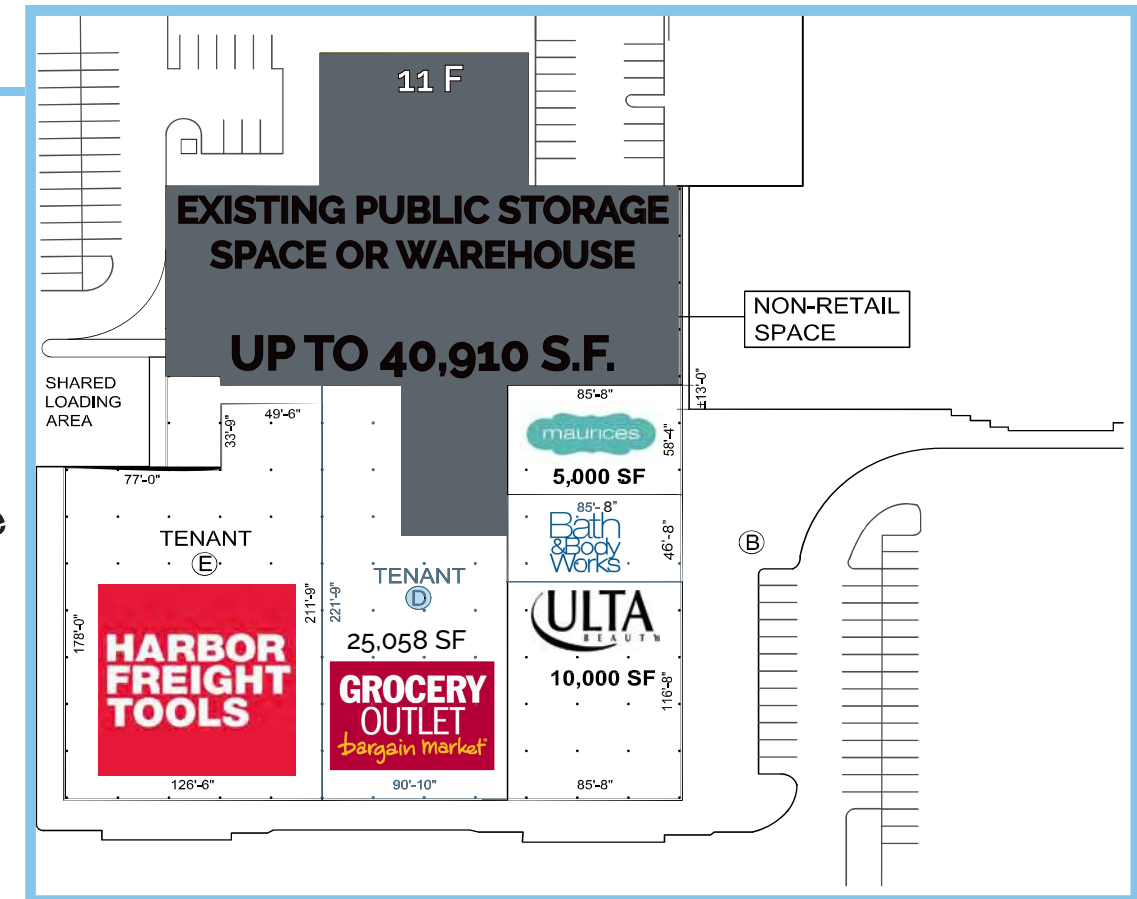 11 F
EXISTING PUBLIC STORAGE
SPACE OR WAREHOUSE
UP TO 40,910 S.F.
NON-RETAIL
SPACE
SHARED
LOADING
AREA
±13'-0"
85'-8"
maurices
58'-4"
5,000 SF
49'-6"
33'-9"
77'-0"
85'-8"
Bath
&Body
Works
46'-8"
B
TENANT
E
TENANT
D
178'-0"
211'-9"
221'-9"
25,058 SF
HARBOR
FREIGHT
TOOLS
GROCERY
OUTLET
bargain market
ULTA
BEAUTY
10,000 SF
116'-8"
126'-6"
90'-10"
85'-8"
e